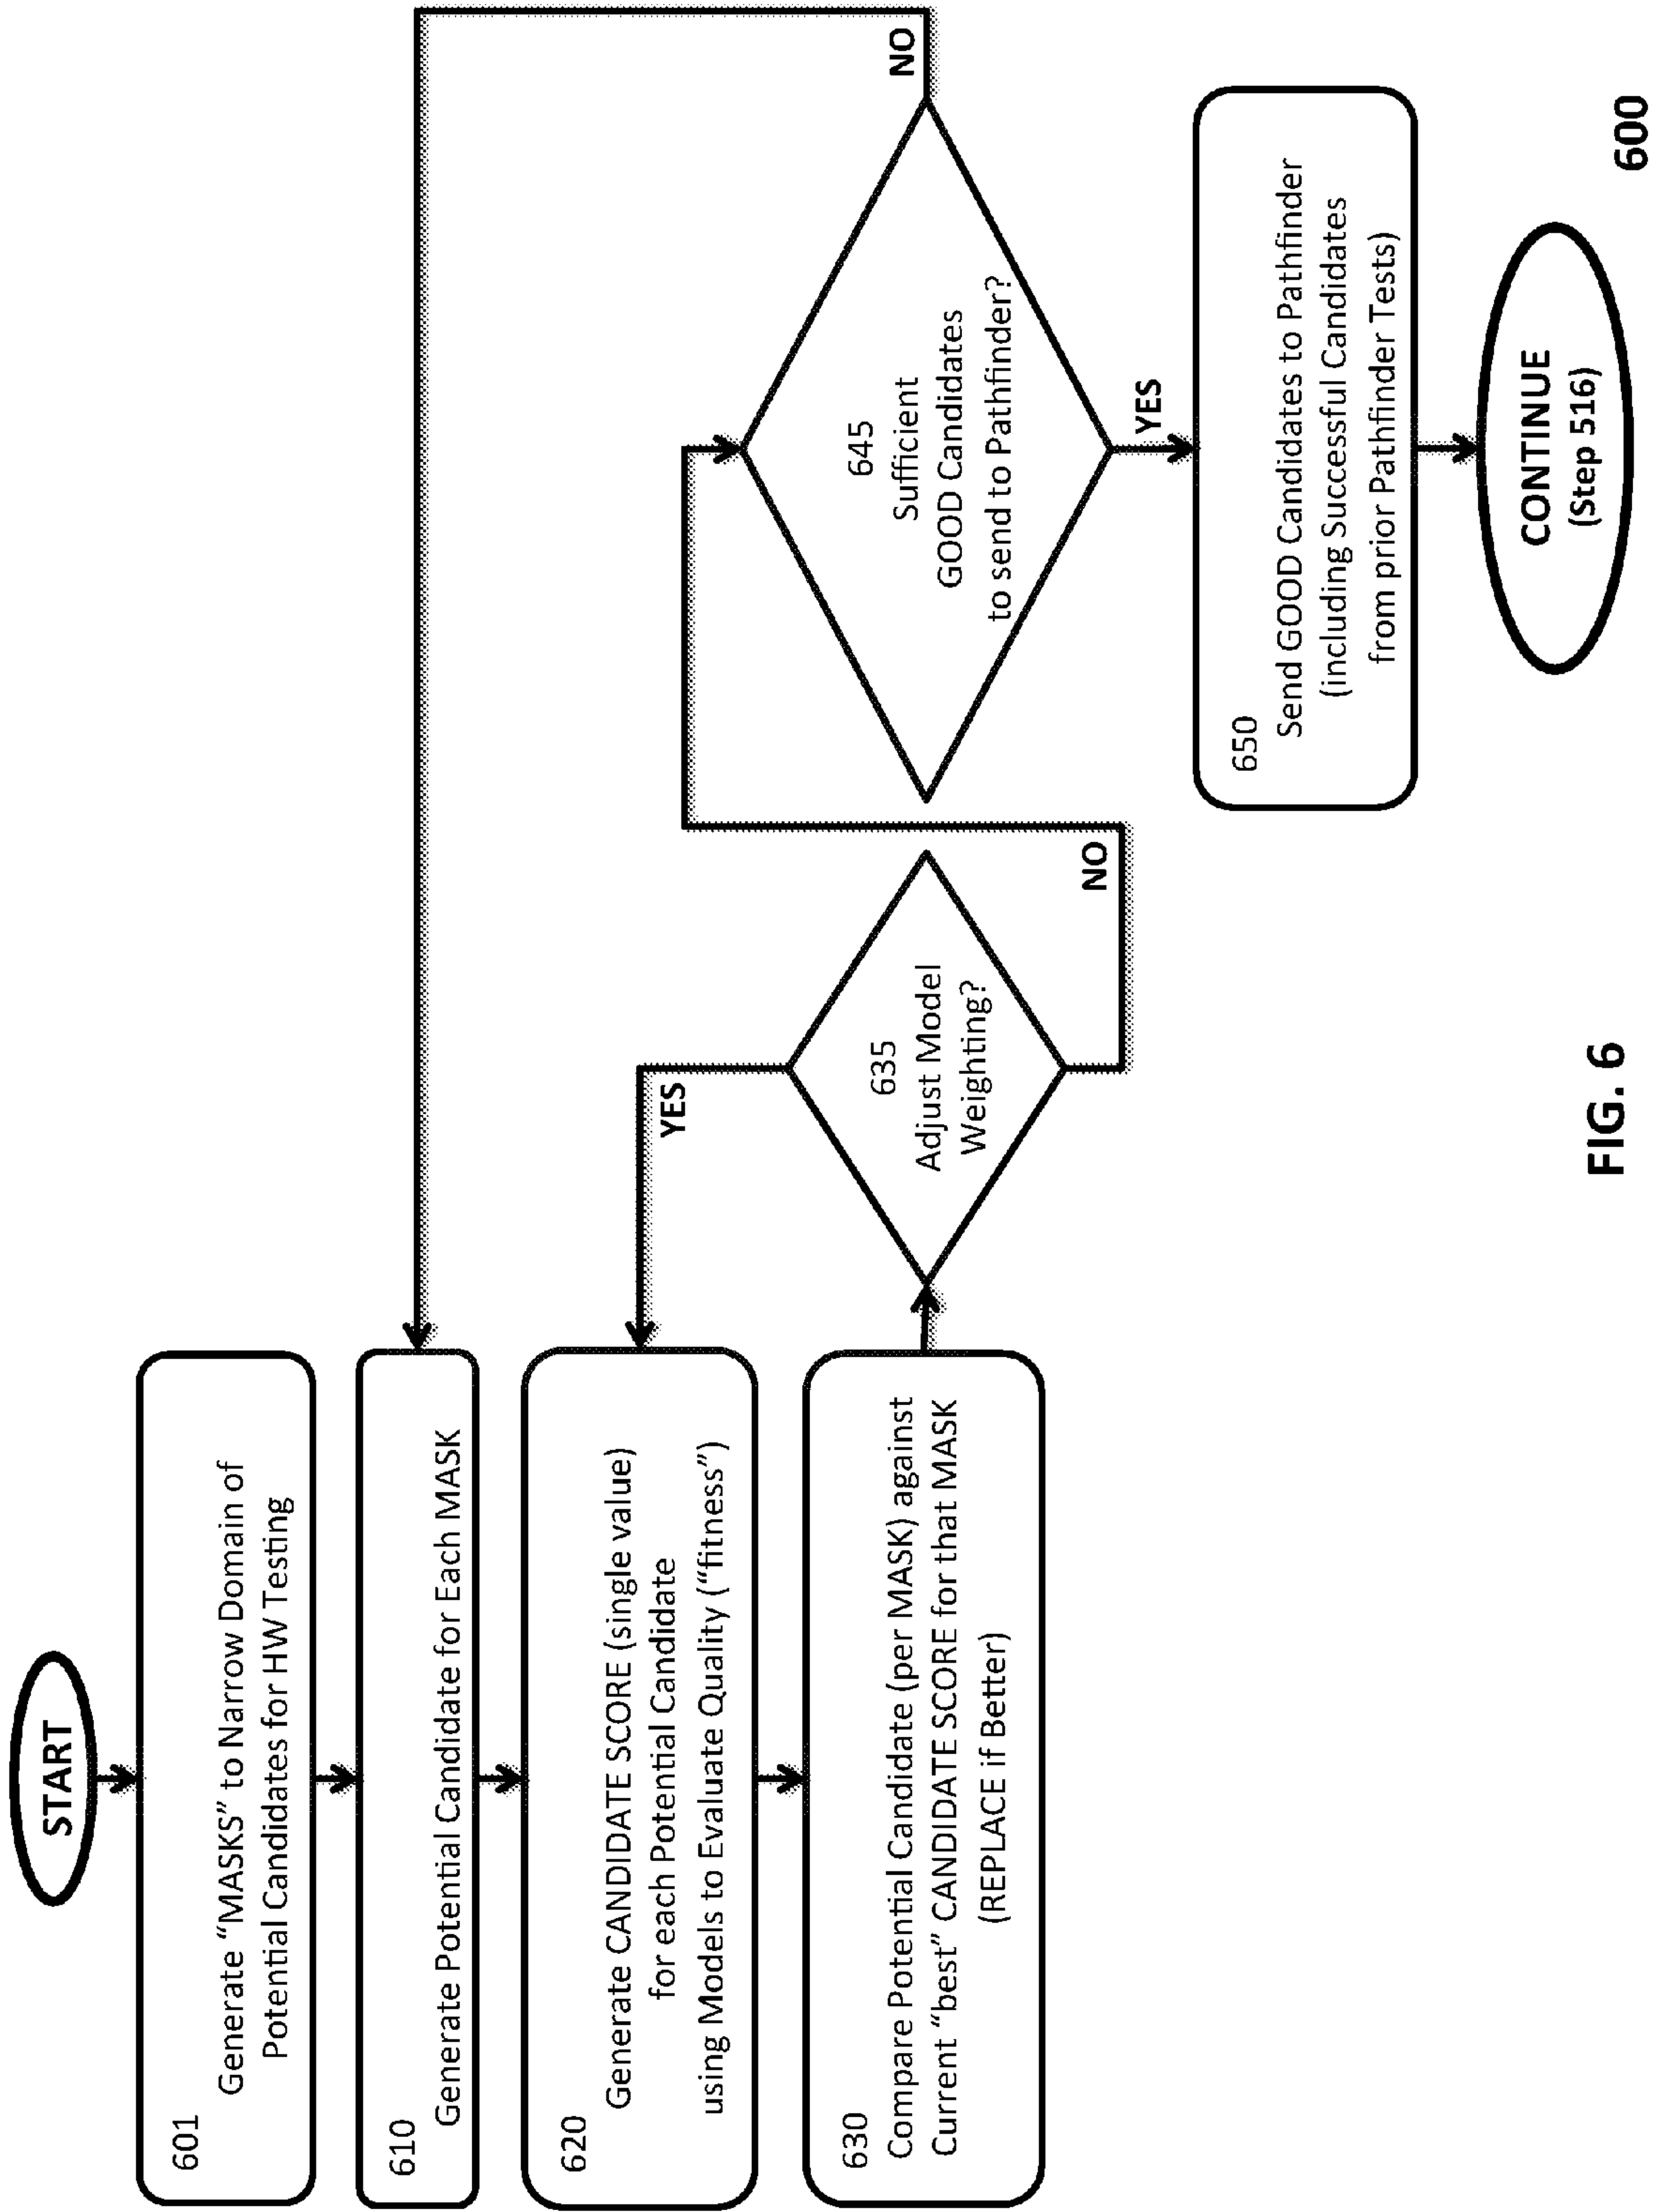 START
601
Generate “MASKS” to Narrow Domain of
Potential Candidates for HW Testing
610
Generate Potential Candidate for Each MASK
620
Generate CANDIDATE SCORE (single value)
for each Potential Candidate
using Models to Evaluate Quality (“fitness”)
630
Compare Potential Candidate (per MASK) against
Current “best” CANDIDATE SCORE for that MASK
(REPLACE if Better)
YES
635
Adjust Model
Weighting?
NO
645
Sufficient
GOOD Candidates
to send to Pathfinder?
NO
YES
650
Send GOOD Candidates to Pathfinder
(including Successful Candidates
from prior Pathfinder Tests)
CONTINUE
(Step 516)
FIG. 6
600